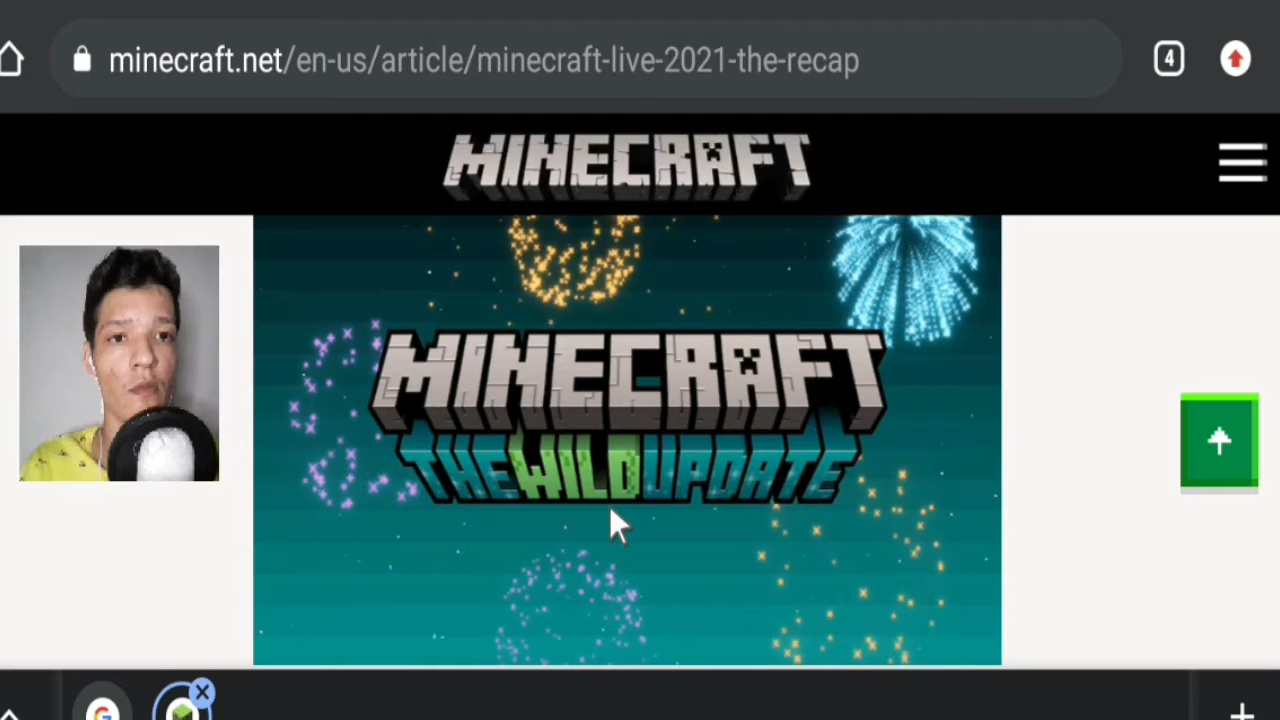 minecraft.net/en-us/article/minecraft-live-2021-the-recap
4
MINECRAFT
MINECRAFT
THE WILD UPDATE
G